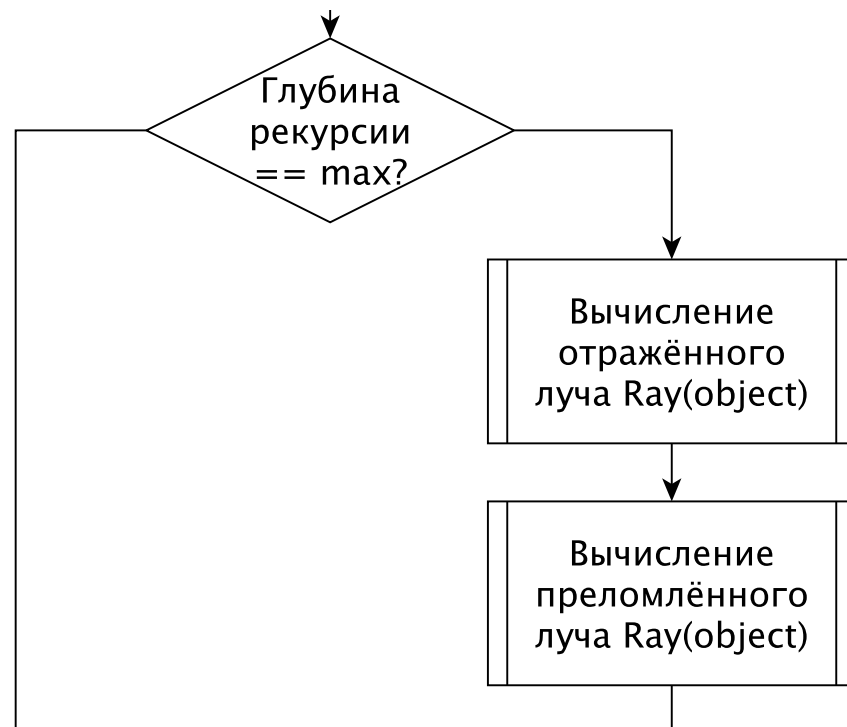 Глубина
рекурсии
== max?
Вычисление
отражённого
луча Ray(object)
Вычисление
преломлённого
луча Ray(object)